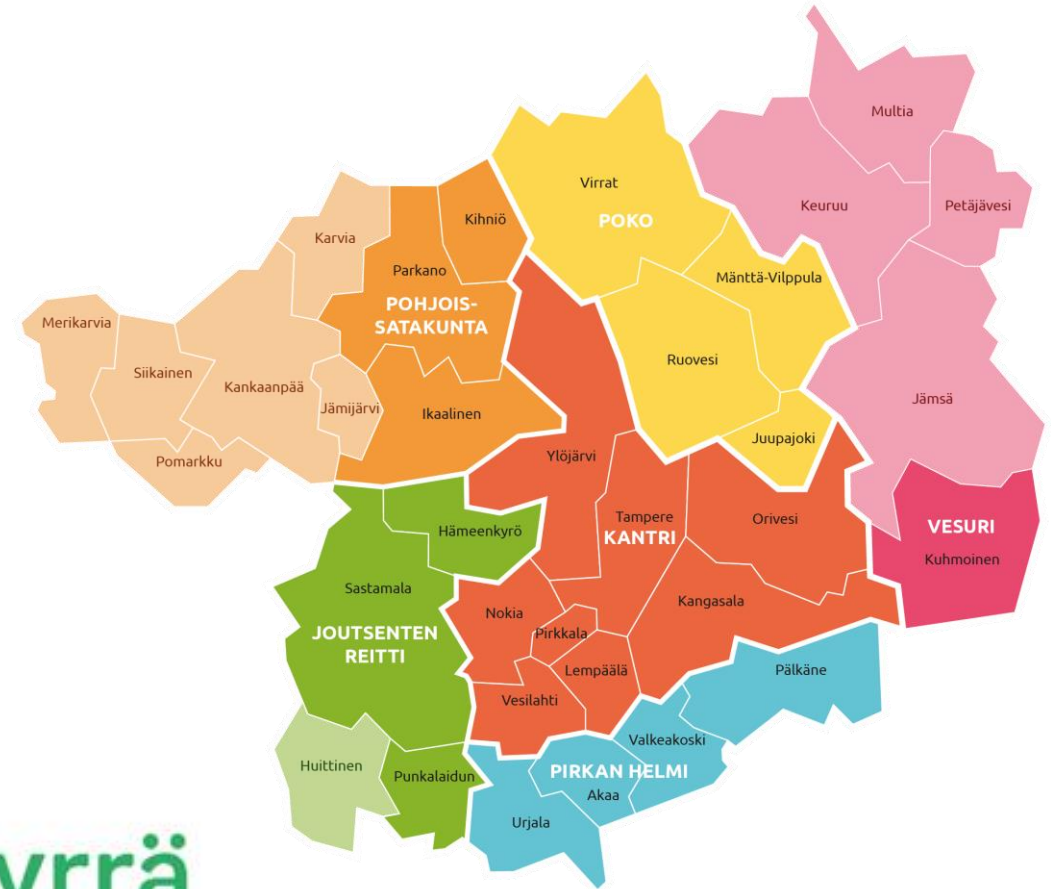 Multia
Virrat
POKO
Keuruu
Petäjävesi
Kihniö
Karvia
Parkano
Mänttä-Vilppula
POHJOIS-
SATAKUNTA
Merikarvia
Siikainen
Kankaanpää
Ruovesi
Jämijärvi
Ikaalinen
Jämsä
Juupajoki
Pomarkku
Ylöjärvi
Tampere
KANTRI
Orivesi
Hämeenkyrö
VESURI
Kuhmoinen
Sastamala
Nokia
Kangasala
JOUTSENTEN
REITTI
Pirkkala
Lempäälä
Pälkäne
Vesilahti
Valkeakoski
Huittinen
Punkalaidun
PIRKAN HELMI
Akaa
Urjala